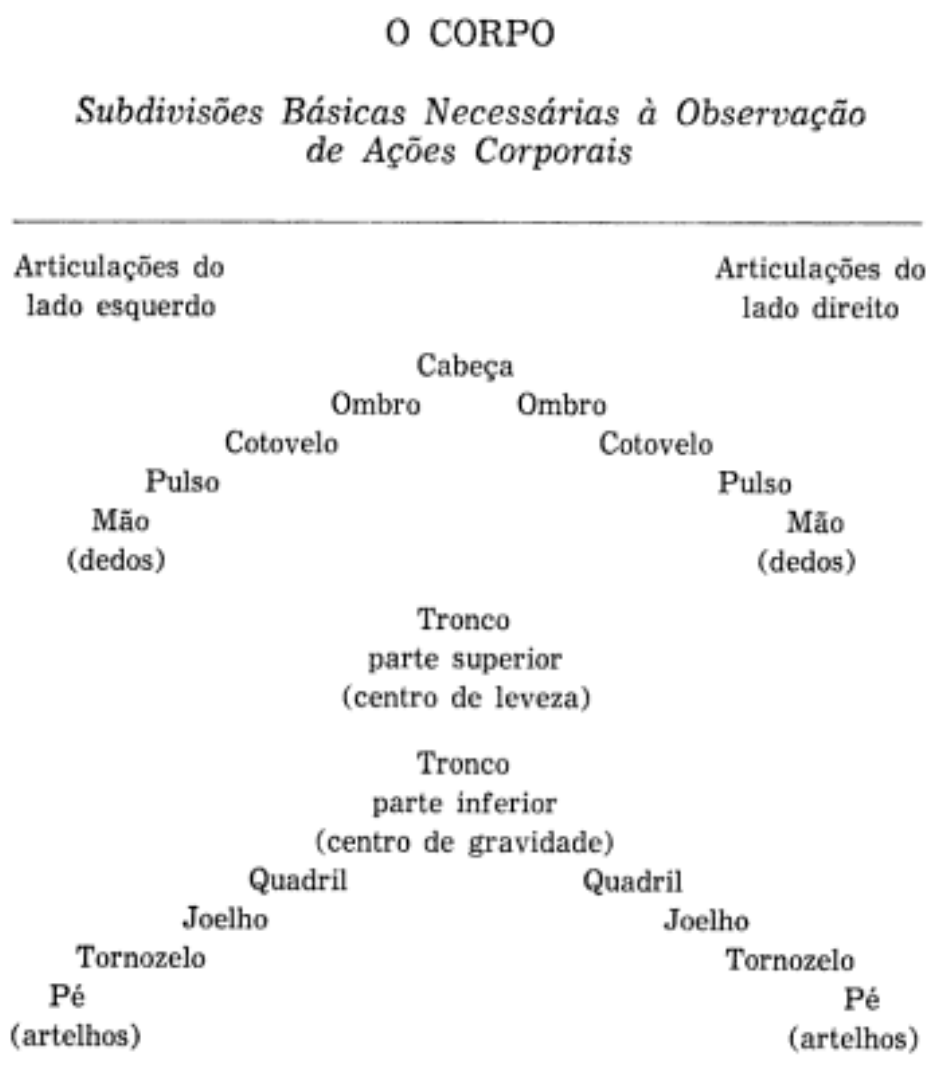 O CORPO
Subdivisões Básicas Necessárias à Observação
de Ações Corporais
Articulações do Articulações do
lado esquerdo lado direito
Cabeça
Ombro Ombro
Cotovelo Cotovelo
Pulso Pulso
Mão Mão
(dedos) (dedos)
Tronco
parte superior
(centro de leveza)
Tronco
parte inferior
(centro de gravidade)
Quadril Quadril
Joelho Joelho
Tornozelo Tornozelo
Pé Pé
(artelhos) (artelhos)